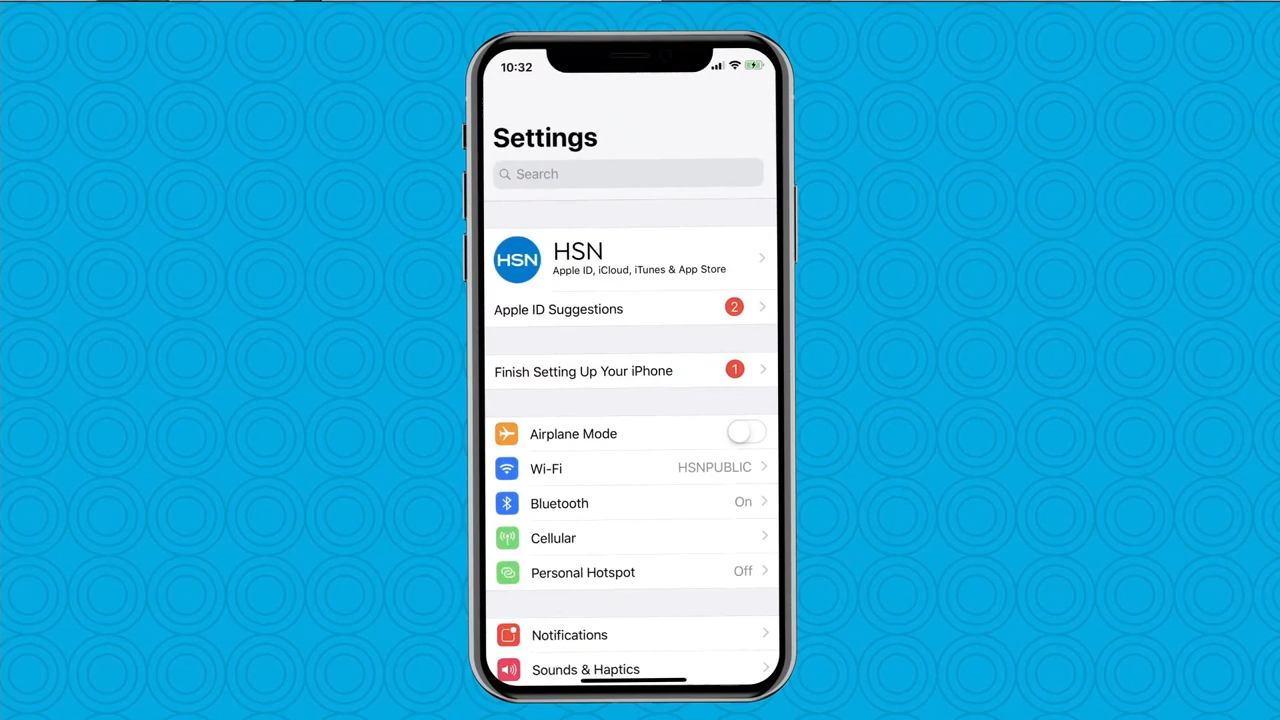 10:32
Settings
Search
HSN
HSN
Apple ID, iCloud, iTunes & App Store
Apple ID Suggestions 2
Finish Setting Up Your iPhone 1
Airplane Mode
Wi-Fi HSNPUBLIC
Bluetooth On
Cellular
Personal Hotspot Off
Notifications
Sounds & Haptics